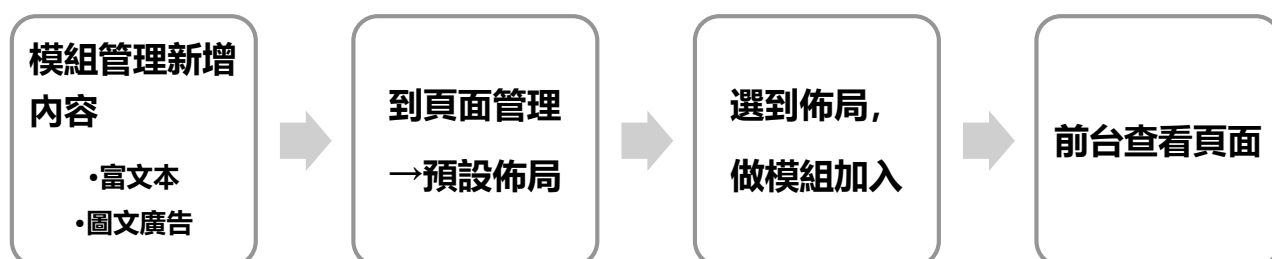 模組管理新增
內容
•富文本
•圖文廣告
到頁面管理
→預設佈局
選到佈局，
做模組加入
前台查看頁面